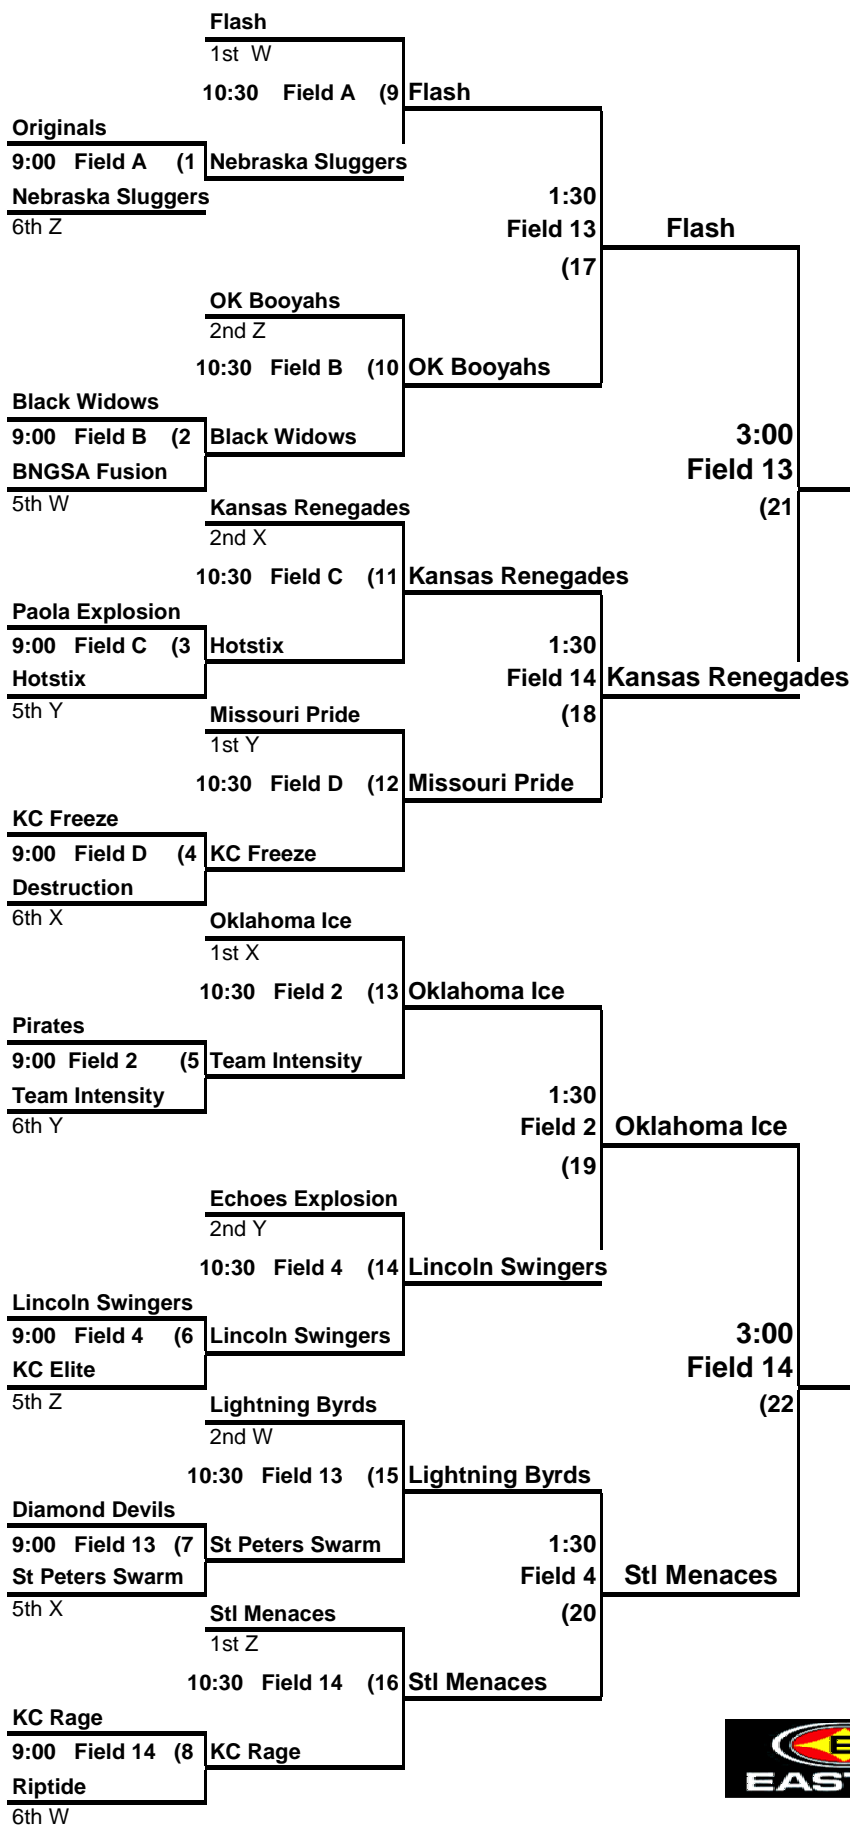 Flash
1st W
10:30 Field A (9 Flash
Originals
9:00 Field A (1 Nebraska Sluggers
Nebraska Sluggers 1:30
6th Z Field 13 Flash
(17
OK Booyahs
2nd Z
10:30 Field B (10 OK Booyahs
Black Widows
9:00 Field B (2 Black Widows 3:00
BNGSA Fusion Field 13
5th W Kansas Renegades (21
2nd X
10:30 Field C (11 Kansas Renegades
Paola Explosion
9:00 Field C (3 Hotstix 1:30
Hotstix Field 14 Kansas Renegades
5th Y Missouri Pride (18
1st Y
10:30 Field D (12 Missouri Pride
KC Freeze
9:00 Field D (4 KC Freeze
Destruction
6th X Oklahoma Ice
1st X
10:30 Field 2 (13 Oklahoma Ice
Pirates
9:00 Field 2 (5 Team Intensity
Team Intensity 1:30
6th Y Field 2 Oklahoma Ice
(19
Echoes Explosion
2nd Y
10:30 Field 4 (14 Lincoln Swingers
Lincoln Swingers
9:00 Field 4 (6 Lincoln Swingers 3:00
KC Elite Field 14
5th Z Lightning Byrds (22
2nd W
10:30 Field 13 (15 Lightning Byrds
Diamond Devils
9:00 Field 13 (7 St Peters Swarm 1:30
St Peters Swarm Field 4 Stl Menaces
5th X Stl Menaces (20
1st Z
10:30 Field 14 (16 Stl Menaces
KC Rage
9:00 Field 14 (8 KC Rage
Riptide
6th W